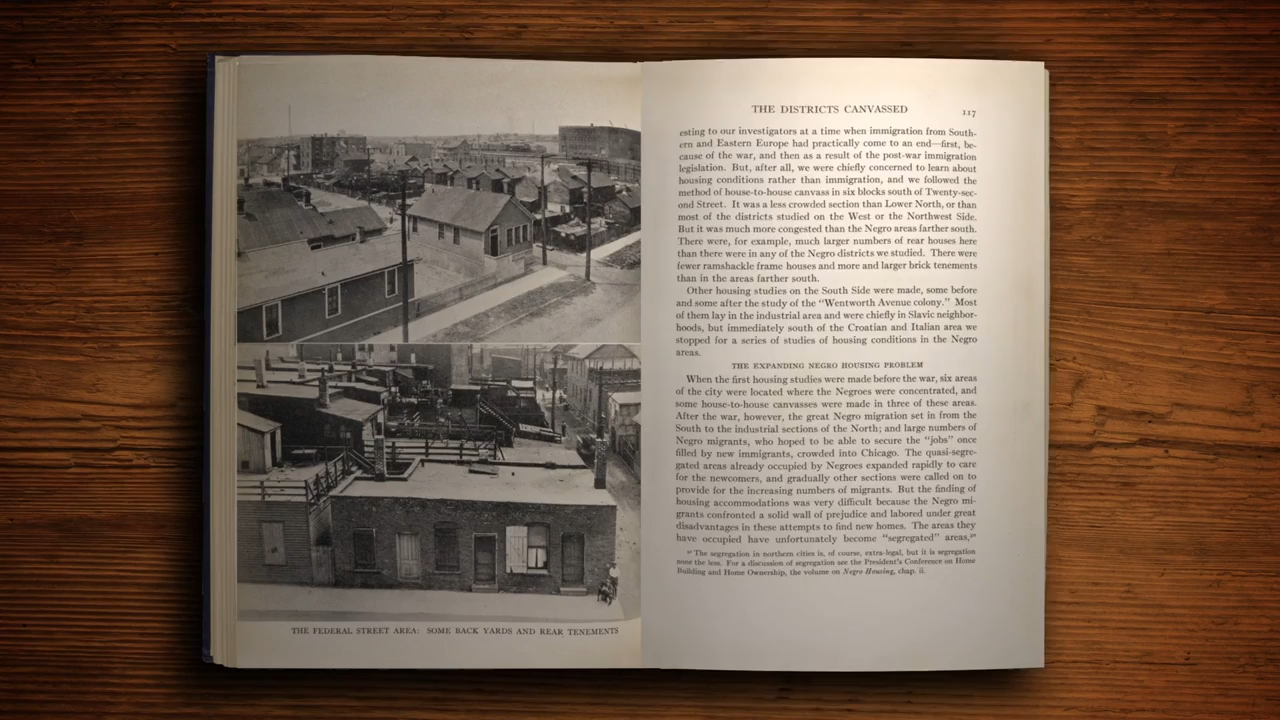 THE FEDERAL STREET AREA: SOME BACK YARDS AND REAR TENEMENTS
THE DISTRICTS CANVASSED 117
esting to our investigators at a time when immigration from South-
ern and Eastern Europe had practically come to an end—first, be-
cause of the war, and then as a result of the post-war immigration
legislation. But, after all, we were chiefly concerned to learn about
housing conditions rather than immigration, and we followed the
method of house-to-house canvass in six blocks south of Twenty-sec-
ond Street. It was a less crowded section than Lower North, or than
most of the districts studied on the West or the Northwest Side.
But it was much more congested than the Negro areas farther south.
There were, for example, much larger numbers of rear houses here
than there were in any of the Negro districts we studied. There were
fewer ramshackle frame houses and more and larger brick tenements
than in the areas farther south.
Other housing studies on the South Side were made, some before
and some after the study of the “Wentworth Avenue colony.” Most
of them lay in the industrial area and were chiefly in Slavic neighbor-
hoods, but immediately south of the Croatian and Italian area we
stopped for a series of studies of housing conditions in the Negro
areas.
THE EXPANDING NEGRO HOUSING PROBLEM
When the first housing studies were made before the war, six areas
of the city were located where the Negroes were concentrated, and
some house-to-house canvasses were made in three of these areas.
After the war, however, the great Negro migration set in from the
South to the industrial sections of the North; and large numbers of
Negro migrants, who hoped to be able to secure the “jobs” once
filled by new immigrants, crowded into Chicago. The quasi-segre-
gated areas already occupied by Negroes expanded rapidly to care
for the newcomers, and gradually other sections were called on to
provide for the increasing numbers of migrants. But the finding of
housing accommodations was very difficult because the Negro mi-
grants confronted a solid wall of prejudice and labored under great
disadvantages in these attempts to find new homes. The areas they
have occupied have unfortunately become “segregated” areas,²⁰
²⁰ The segregation in northern cities is, of course, extra-legal, but it is segregation
none the less. For a discussion of segregation see the President's Conference on Home
Building and Home Ownership, the volume on Negro Housing, chap. ii.